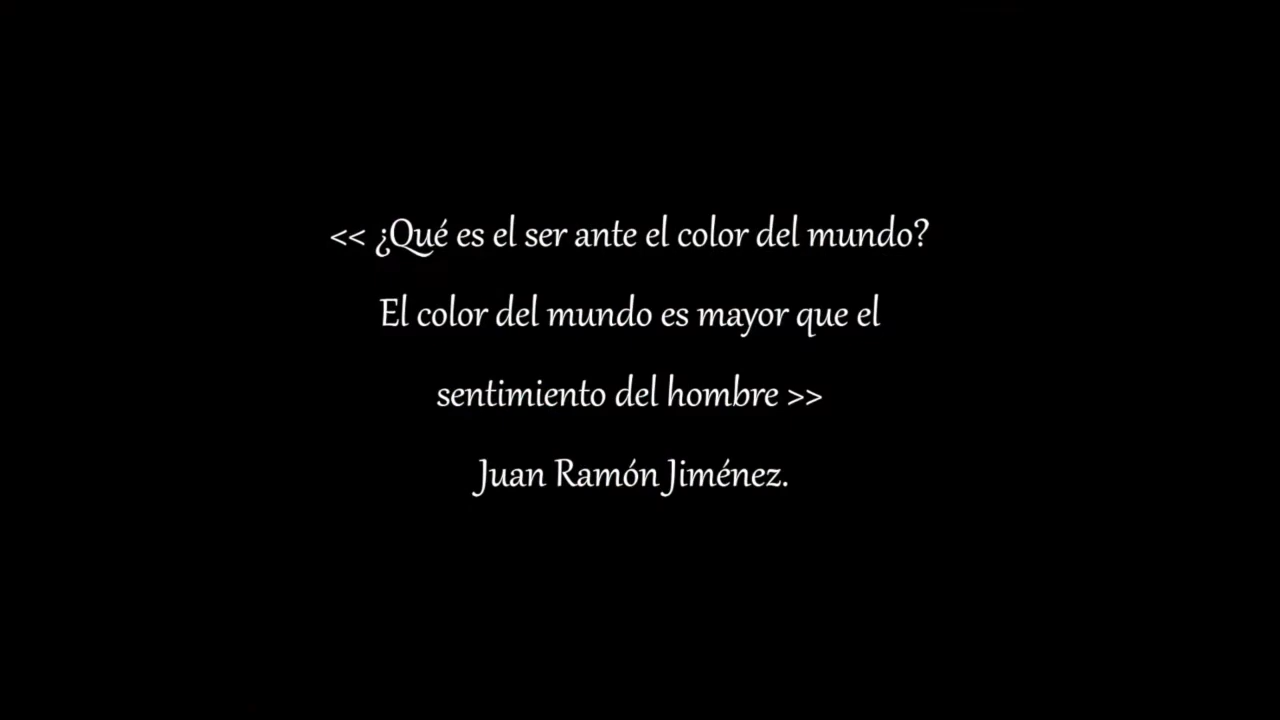 << ¿Qué es el ser ante el color del mundo?
El color del mundo es mayor que el
sentimiento del hombre >>
Juan Ramón Jiménez.